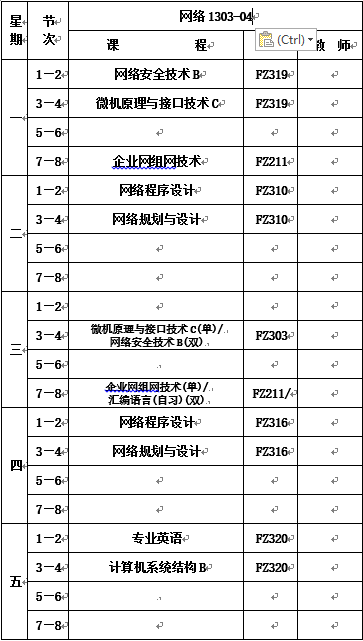 星期 节次 网络 1303-04
课 程 (Ctrl) 教 师
一 1－2 网络安全技术 B FZ319
3－4 微机原理与接口技术 C FZ319
5－6
7－8 企业网组网技术 FZ211
二 1－2 网络程序设计 FZ310
3－4 网络规划与设计 FZ310
5－6
7－8
三 1－2
3－4 微机原理与接口技术 C(单)/ FZ303
网络安全技术 B(双)
5－6
7－8 企业网组网技术(单)/ FZ211/
汇编语言(自习)(双)
四 1－2 网络程序设计 FZ316
3－4 网络规划与设计 FZ316
5－6
7－8
五 1－2 专业英语 FZ320
3－4 计算机系统结构 B FZ320
5－6
7－8